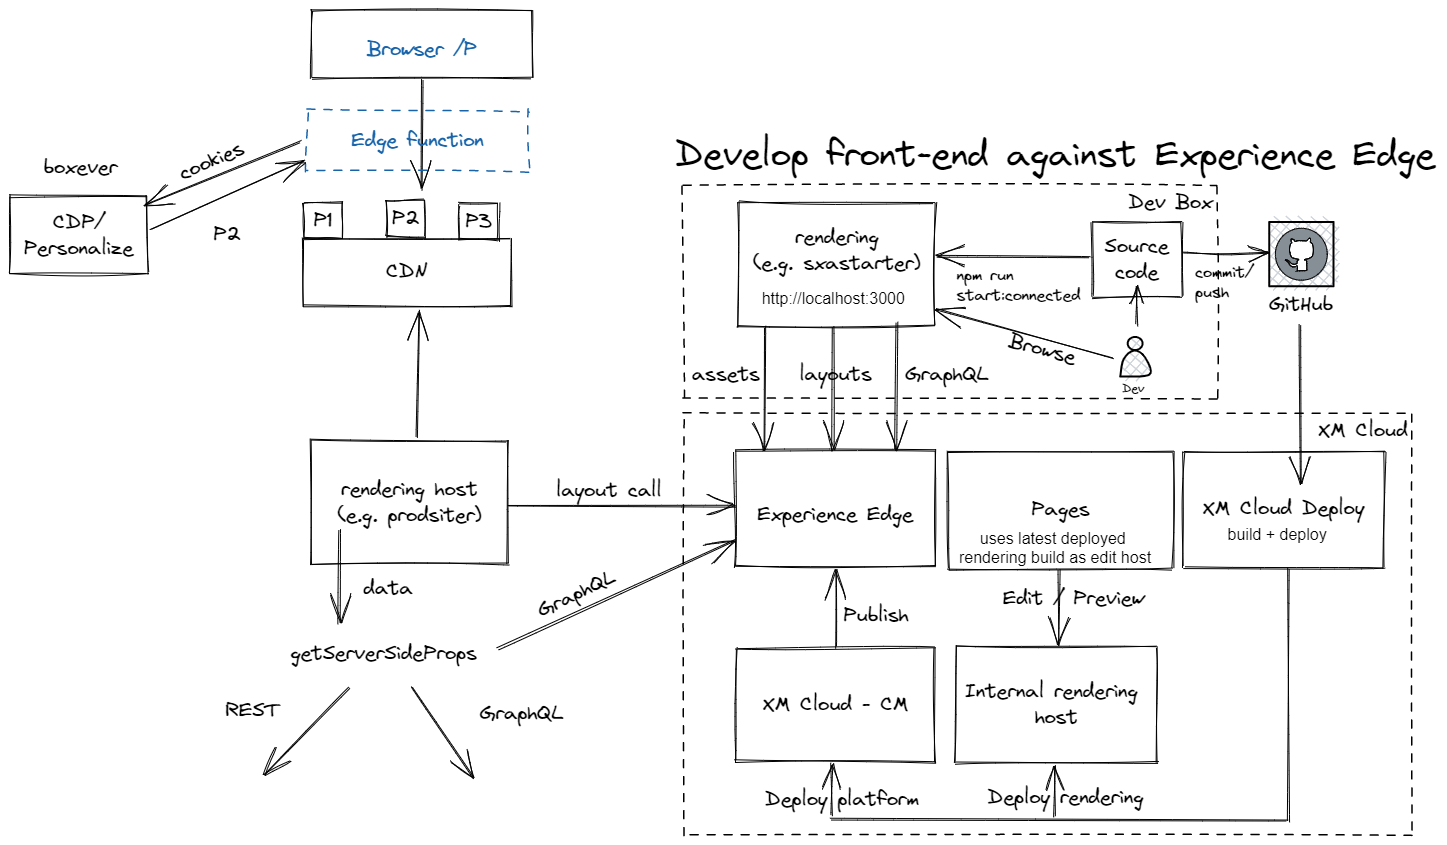 Browser /P
Edge function
cookies
boxever
CDP/
Personalize
P2
P1
P2
P3
CDN
rendering host
(e.g. prodsiter)
layout call
data
GraphQL
getServerSideProps
REST
GraphQL
Develop front-end against Experience Edge
Dev Box
rendering
(e.g. sxastarter)
http://localhost:3000
npm run
start:connected
Source
code
commit/
push
GitHub
Browse
Dev
assets
layouts
GraphQL
XM Cloud
Experience Edge
Pages
uses latest deployed
rendering build as edit host
XM Cloud Deploy
build + deploy
Publish
Edit / Preview
XM Cloud - CM
Internal rendering
host
Deploy platform
Deploy rendering